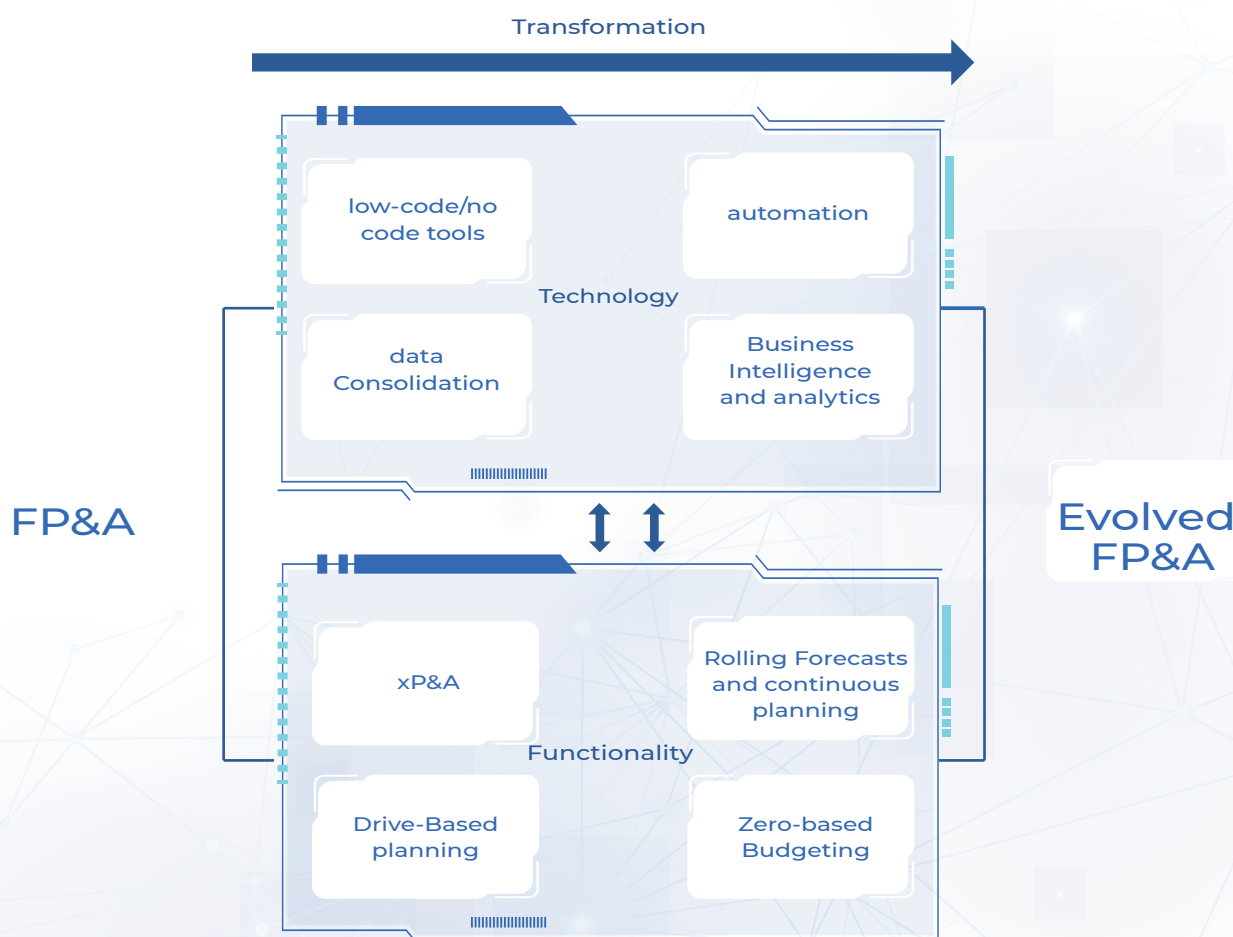 Transformation
low-code/no
code tools
automation
Technology
data
Consolidation
Business
Intelligence
and analytics
FP&A
Evolved
FP&A
xP&A
Rolling Forecasts
and continuous
planning
Functionality
Drive-Based
planning
Zero-based
Budgeting